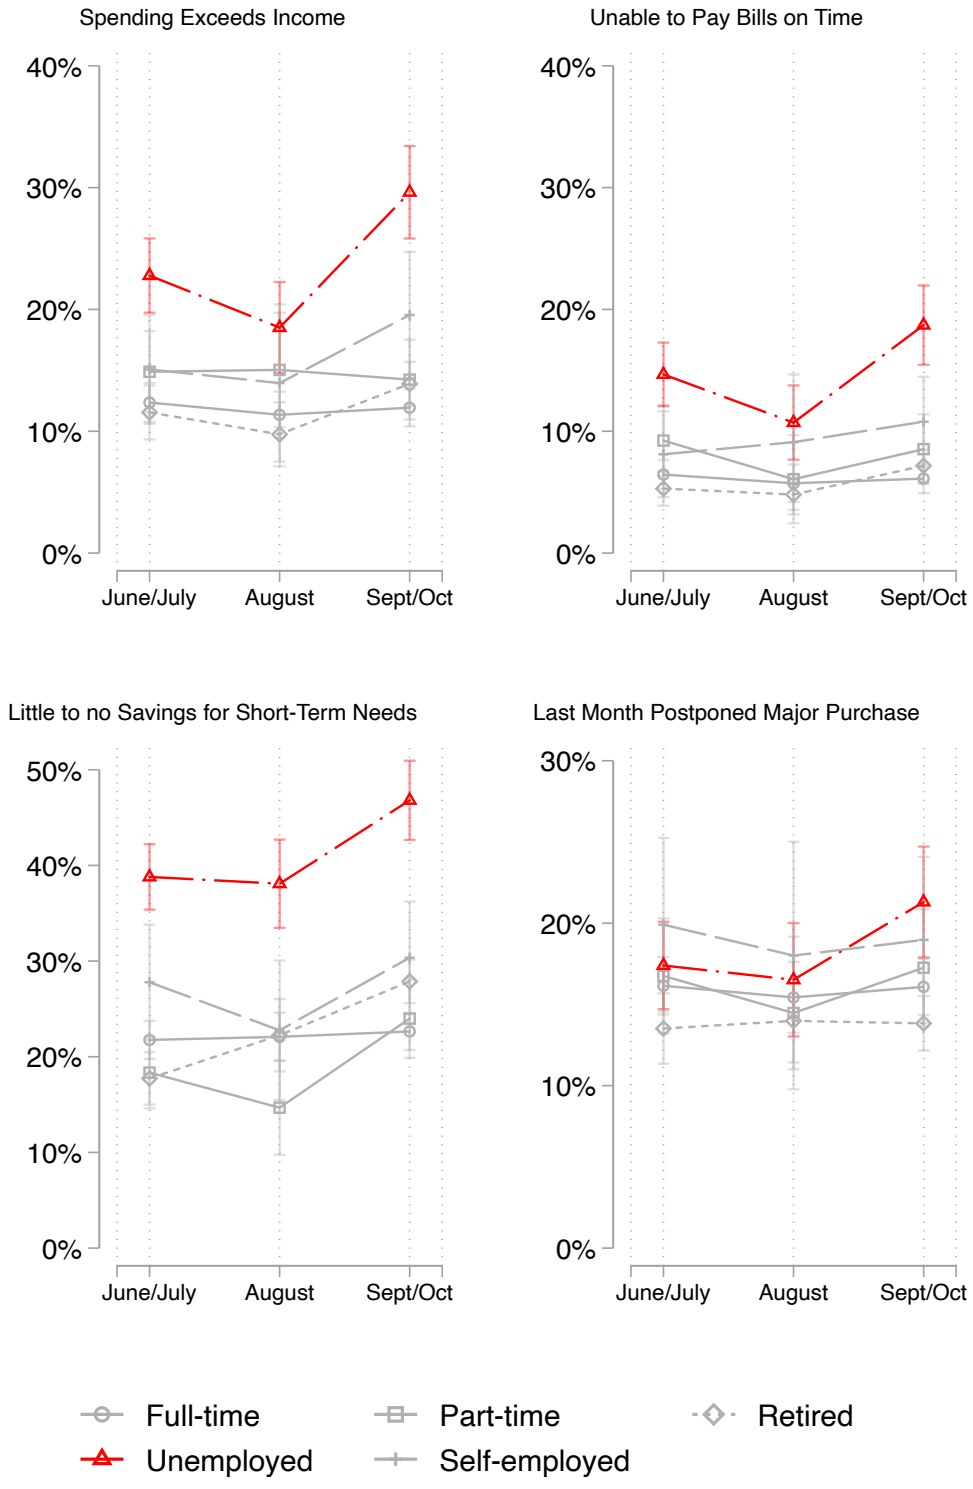 Spending Exceeds Income
Unable to Pay Bills on Time
40%
30%
20%
10%
0%
June/July August Sept/Oct
40%
30%
20%
10%
0%
June/July August Sept/Oct
Little to no Savings for Short-Term Needs
Last Month Postponed Major Purchase
50%
40%
30%
20%
10%
0%
June/July August Sept/Oct
30%
20%
10%
0%
June/July August Sept/Oct
Full-time Part-time Retired
Unemployed Self-employed